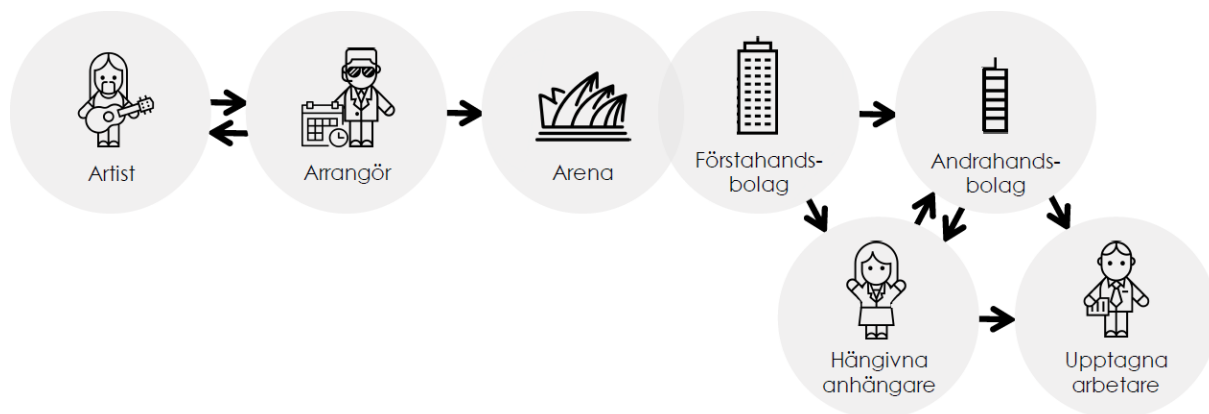 Artist
Arrangör
Arena
Förstahands-
bolag
Andrahands-
bolag
Hängivna
anhängare
Upptagna
arbetare